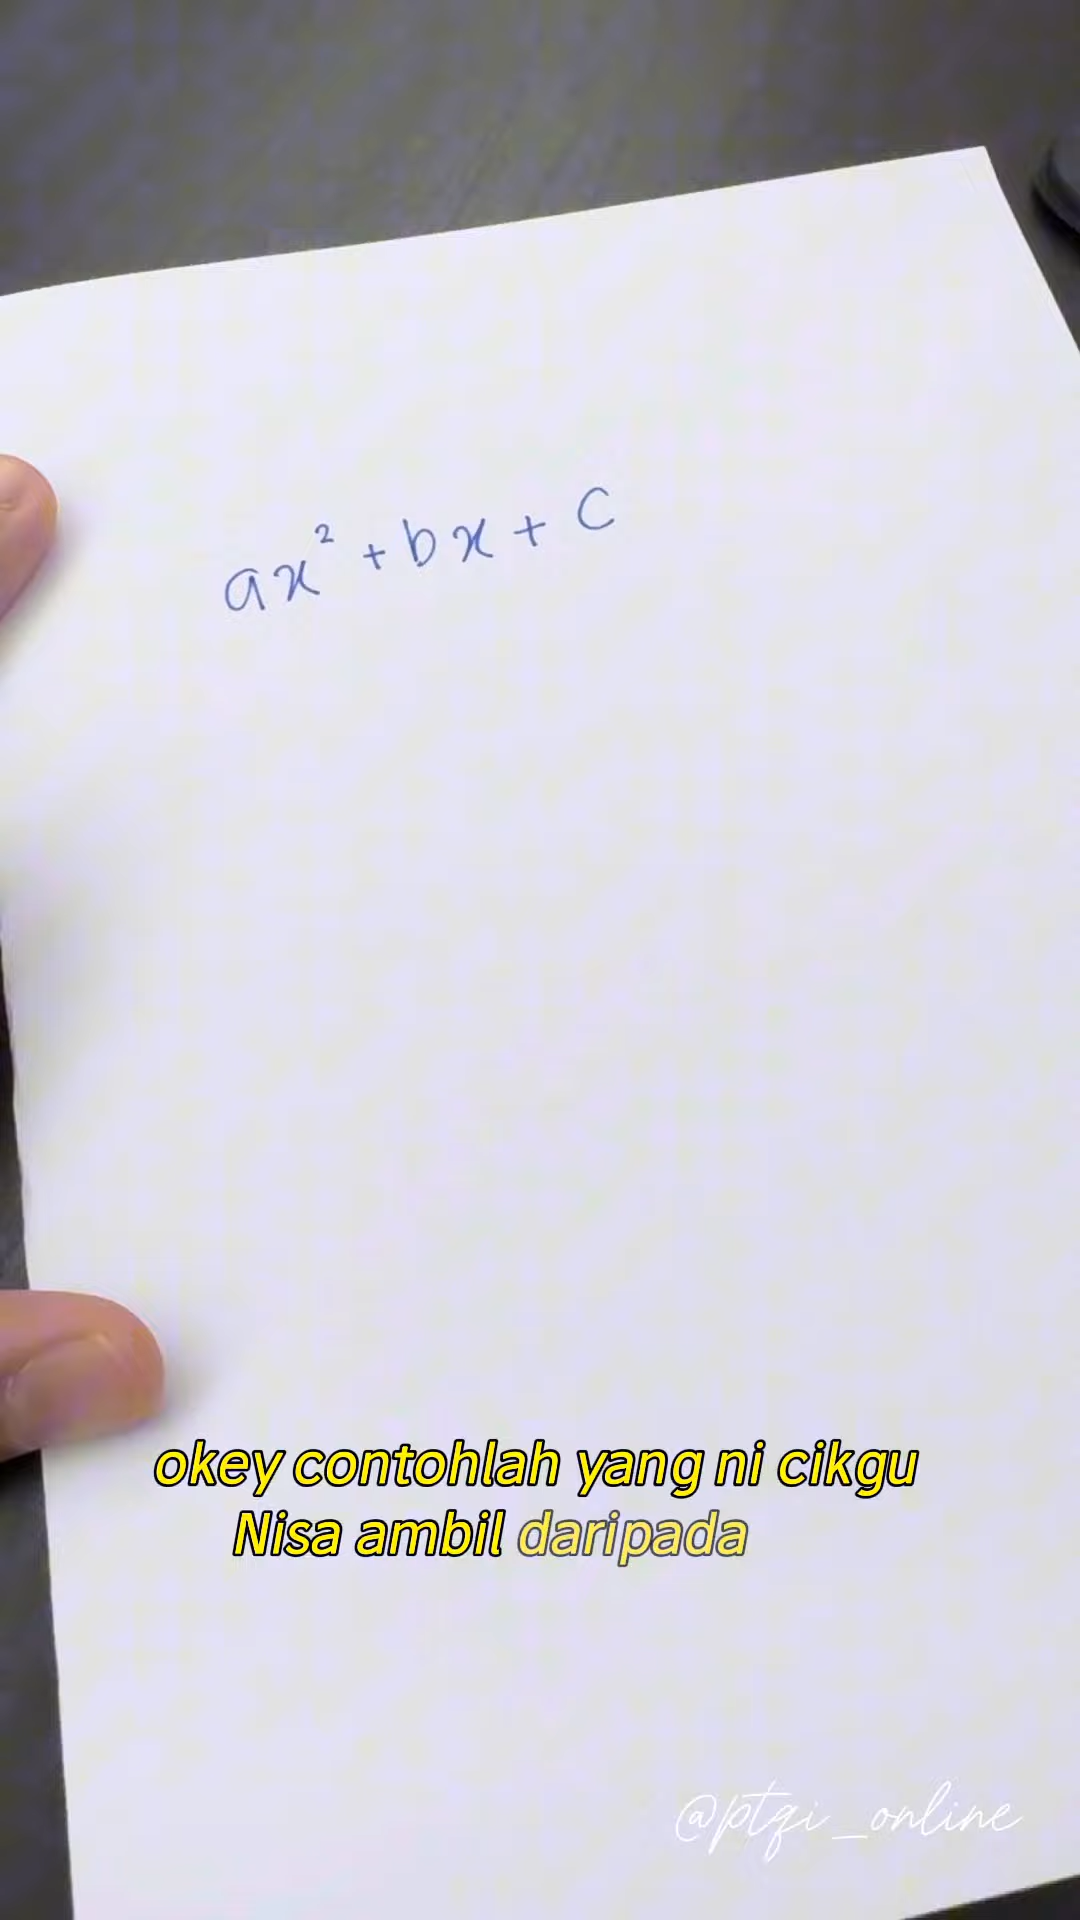 ax² + bx + c
okey contohlah yang ni cikgu
Nisa ambil daripada
@ptqi_online